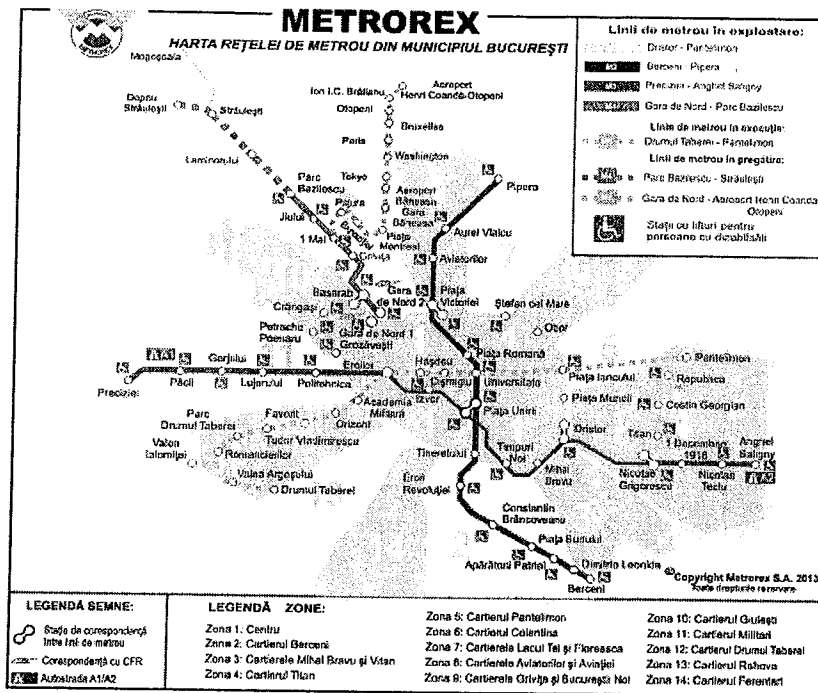 METROREX
HARTA REȚELEI DE METROU DIN MUNICIPIUL BUCUREȘTI
Linii de metrou în exploatare:
Dristor - Pantelimon
Berceni - Pipera
Preciziei - Anghel Saligny
Gara de Nord - Parc Bazilescu
Linie de metrou în execuție:
Drumul Taberei - Pantelimon
Linii de metrou în pregătire:
Parc Bazilescu - Străulești
Gara de Nord - Aeroport Henri Coandă-
Otopeni
Stații cu lifturi pentru
persoane cu dizabilități
Mogoșoaia
Depou
Străulești
Străulești
Laminorului
Parc
Bazilescu
Jiului
1 Mai
Pajura
Grivița
Basarab
Gara
de Nord 2
Gara de Nord 1
Crângași
Petrache
Poenaru
Grozăvești
Eroilor
Ion I.C. Brătianu
Aeroport
Henri Coandă-Otopeni
Otopeni
Bruxelles
Paris
Washington
Tokyo
Aeroport
Băneasa
Gara
Băneasa
Piața
Montreal
Pipera
Aurel Vlaicu
Aviatorilor
Piața
Victoriei
Ștefan cel Mare
Obor
Piața Romană
Universitate
Piața Iancului
Pantelimon
Republica
Costin Georgian
Titan
Piața Muncii
Dristor
1 Decembrie
1918
Anghel
Saligny
Nicolae
Grigorescu
Nicolae
Teclu
Mihai
Bravu
Timpuri
Noi
Piața Unirii
Izvor
Hașdeu
Cișmigiu
Preciziei
A1
Păcii
Gorjului
Lujerului
Politehnica
Academia
Militară
Orizont
Favorit
Tudor Vladimirescu
Parc
Drumul Taberei
Romancierilor
Valea
Ialomiței
Valea Argeșului
Drumul Taberei
Tineretului
Eroii
Revoluției
Constantin
Brâncoveanu
Piața Sudului
Apărătorii Patriei
Dimitrie Leonida
Berceni
A2
Copyright Metrorex S.A. 2013
Toate drepturile rezervate
LEGENDĂ SEMNE:
Stație de corespondență
între linii de metrou
Corespondență cu CFR
Autostrada A1/A2
LEGENDĂ ZONE:
Zona 1: Centru
Zona 2: Cartierul Berceni
Zona 3: Cartierele Mihai Bravu și Vitan
Zona 4: Cartierul Titan
Zona 5: Cartierul Pantelimon
Zona 6: Cartierul Colentina
Zona 7: Cartierele Lacul Tei și Floreasca
Zona 8: Cartierele Aviatorilor și Aviației
Zona 9: Cartierele Grivița și Bucureștii Noi
Zona 10: Cartierul Giulești
Zona 11: Cartierul Militari
Zona 12: Cartierul Drumul Taberei
Zona 13: Cartierul Rahova
Zona 14: Cartierul Ferentari